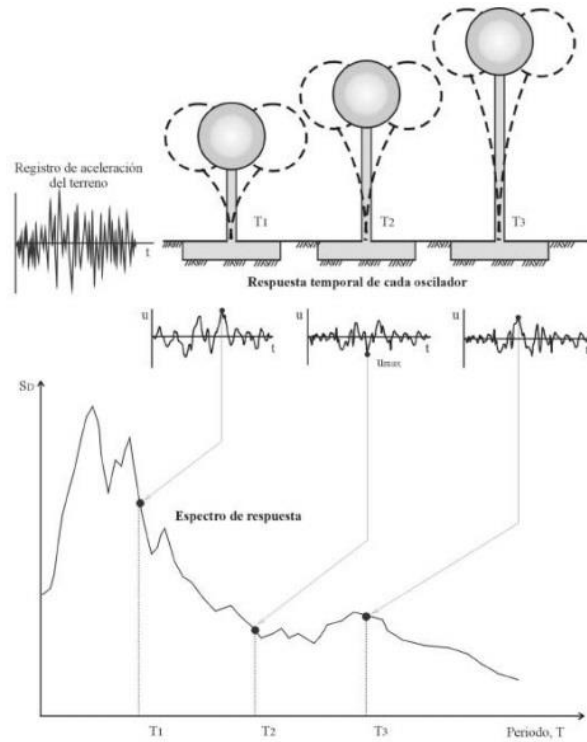 Registro de aceleración
del terreno
t
T1
T2
T3
Respuesta temporal de cada oscilador
u
t
u
t
umax
u
SD
Espectro de respuesta
T1
T2
T3
Periodo, T